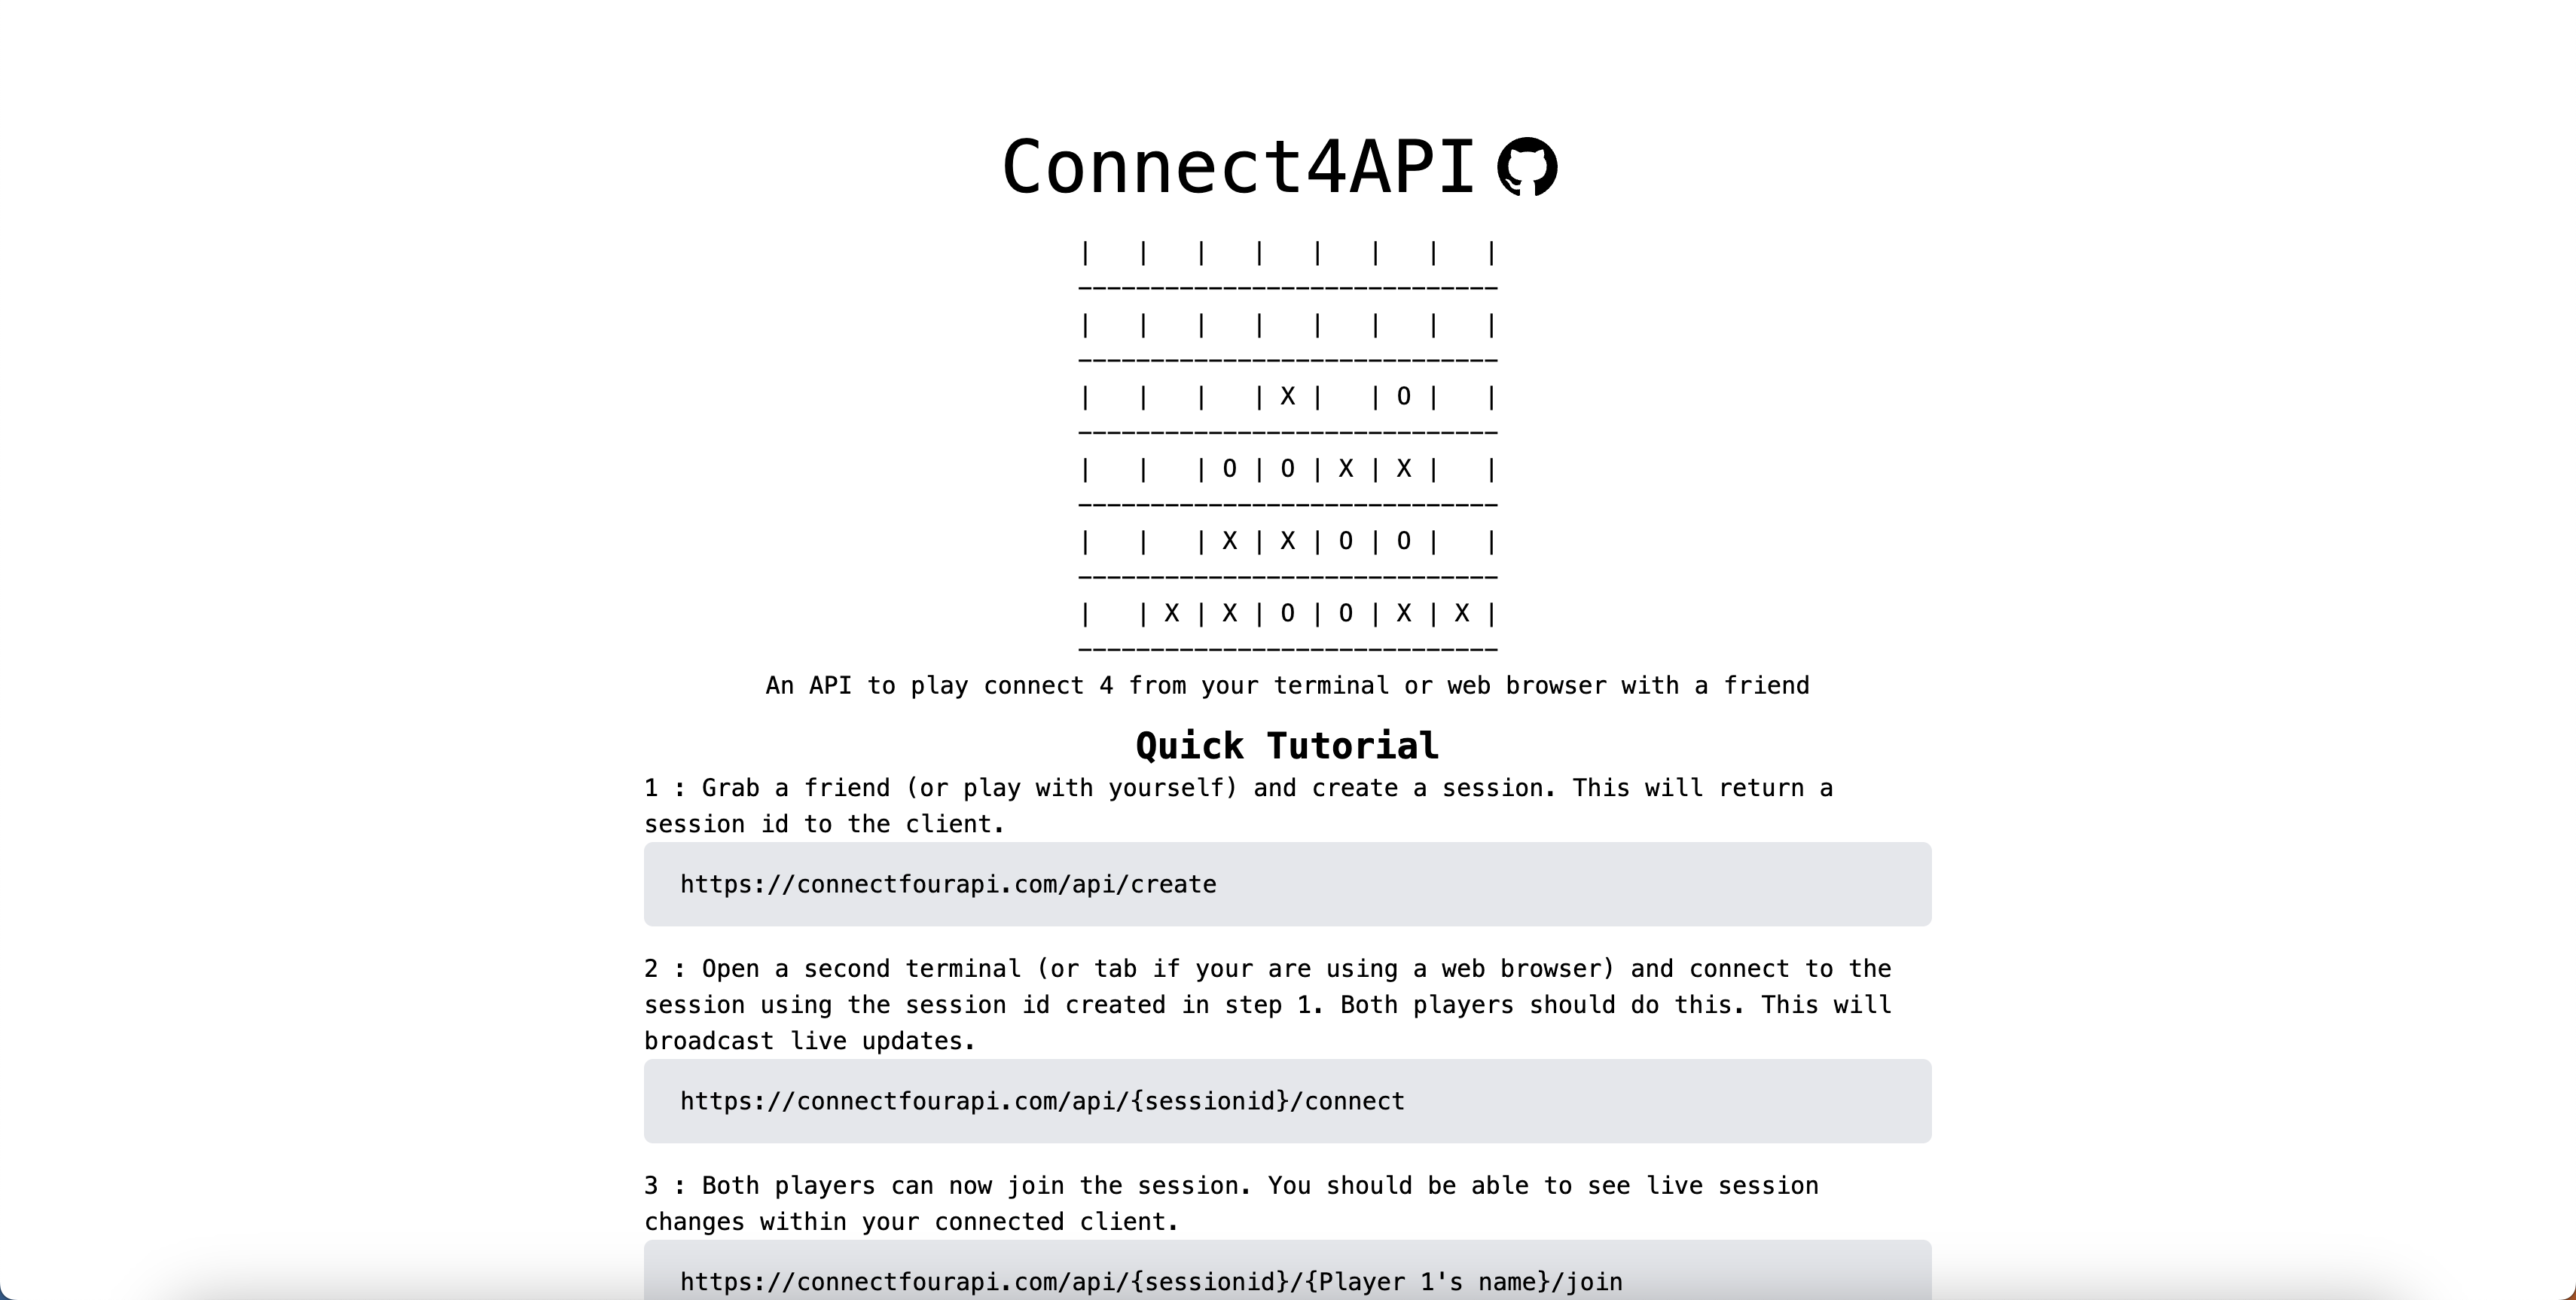 Connect4API
|   |   |   |   |   |   |   |
-----------------------------
|   |   |   |   |   |   |   |
-----------------------------
|   |   |   | X |   | O |   |
-----------------------------
|   |   | O | O | X | X |   |
-----------------------------
|   |   | X | X | O | O |   |
-----------------------------
|   | X | X | O | O | X | X |
-----------------------------
An API to play connect 4 from your terminal or web browser with a friend
Quick Tutorial
1 : Grab a friend (or play with yourself) and create a session. This will return a
session id to the client.
https://connectfourapi.com/api/create
2 : Open a second terminal (or tab if your are using a web browser) and connect to the
session using the session id created in step 1. Both players should do this. This will
broadcast live updates.
https://connectfourapi.com/api/{sessionid}/connect
3 : Both players can now join the session. You should be able to see live session
changes within your connected client.
https://connectfourapi.com/api/{sessionid}/{Player 1's name}/join